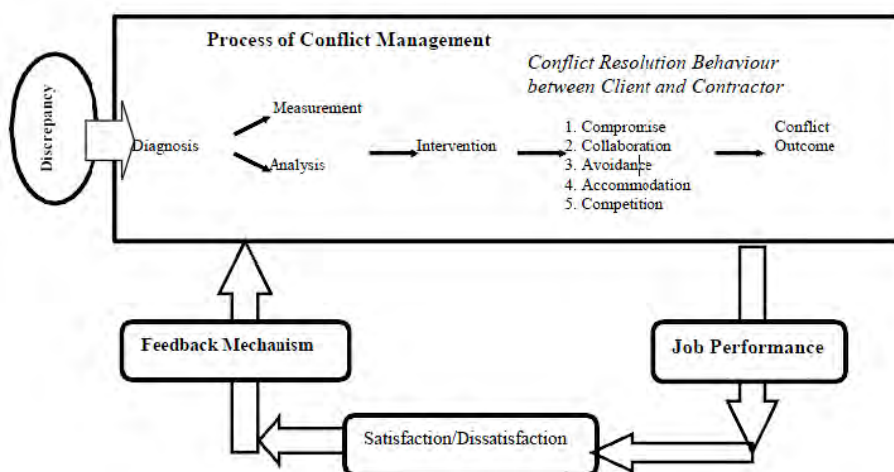 Process of Conflict Management
Conflict Resolution Behaviour
between Client and Contractor
Discrepancy
Diagnosis
Measurement
Analysis
Intervention
1. Compromise
2. Collaboration
3. Avoidance
4. Accommodation
5. Competition
Conflict
Outcome
Feedback Mechanism
Job Performance
Satisfaction/Dissatisfaction